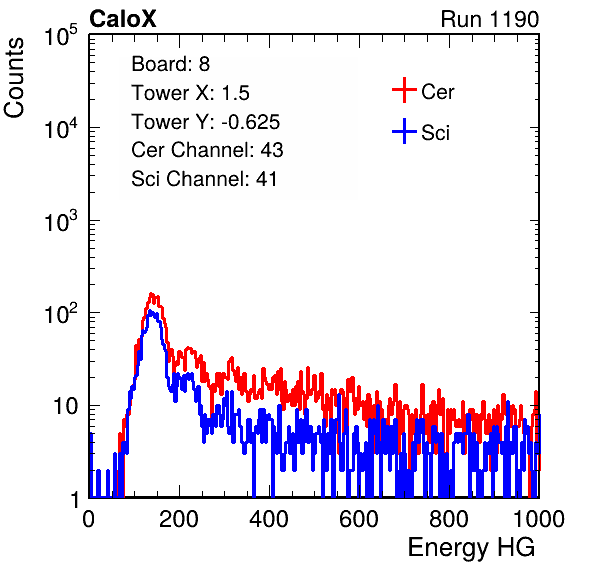 CaloX Run 1190
Counts
10^5
10^4
10^3
10^2
10
1
Board: 8
Tower X: 1.5
Tower Y: -0.625
Cer Channel: 43
Sci Channel: 41
Cer
Sci
0 200 400 600 800 1000
Energy HG